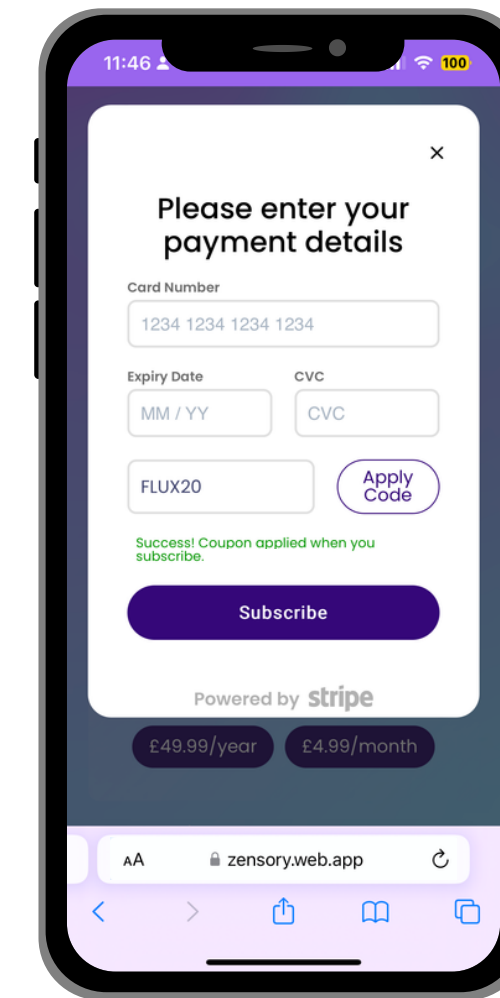 11:46
100
×
Please enter your
payment details
Card Number
1234 1234 1234 1234
Expiry Date
CVC
MM / YY
CVC
FLUX20
Apply
Code
Success! Coupon applied when you
subscribe.
Subscribe
Powered by stripe
£49.99/year
£4.99/month
AA
zensory.web.app